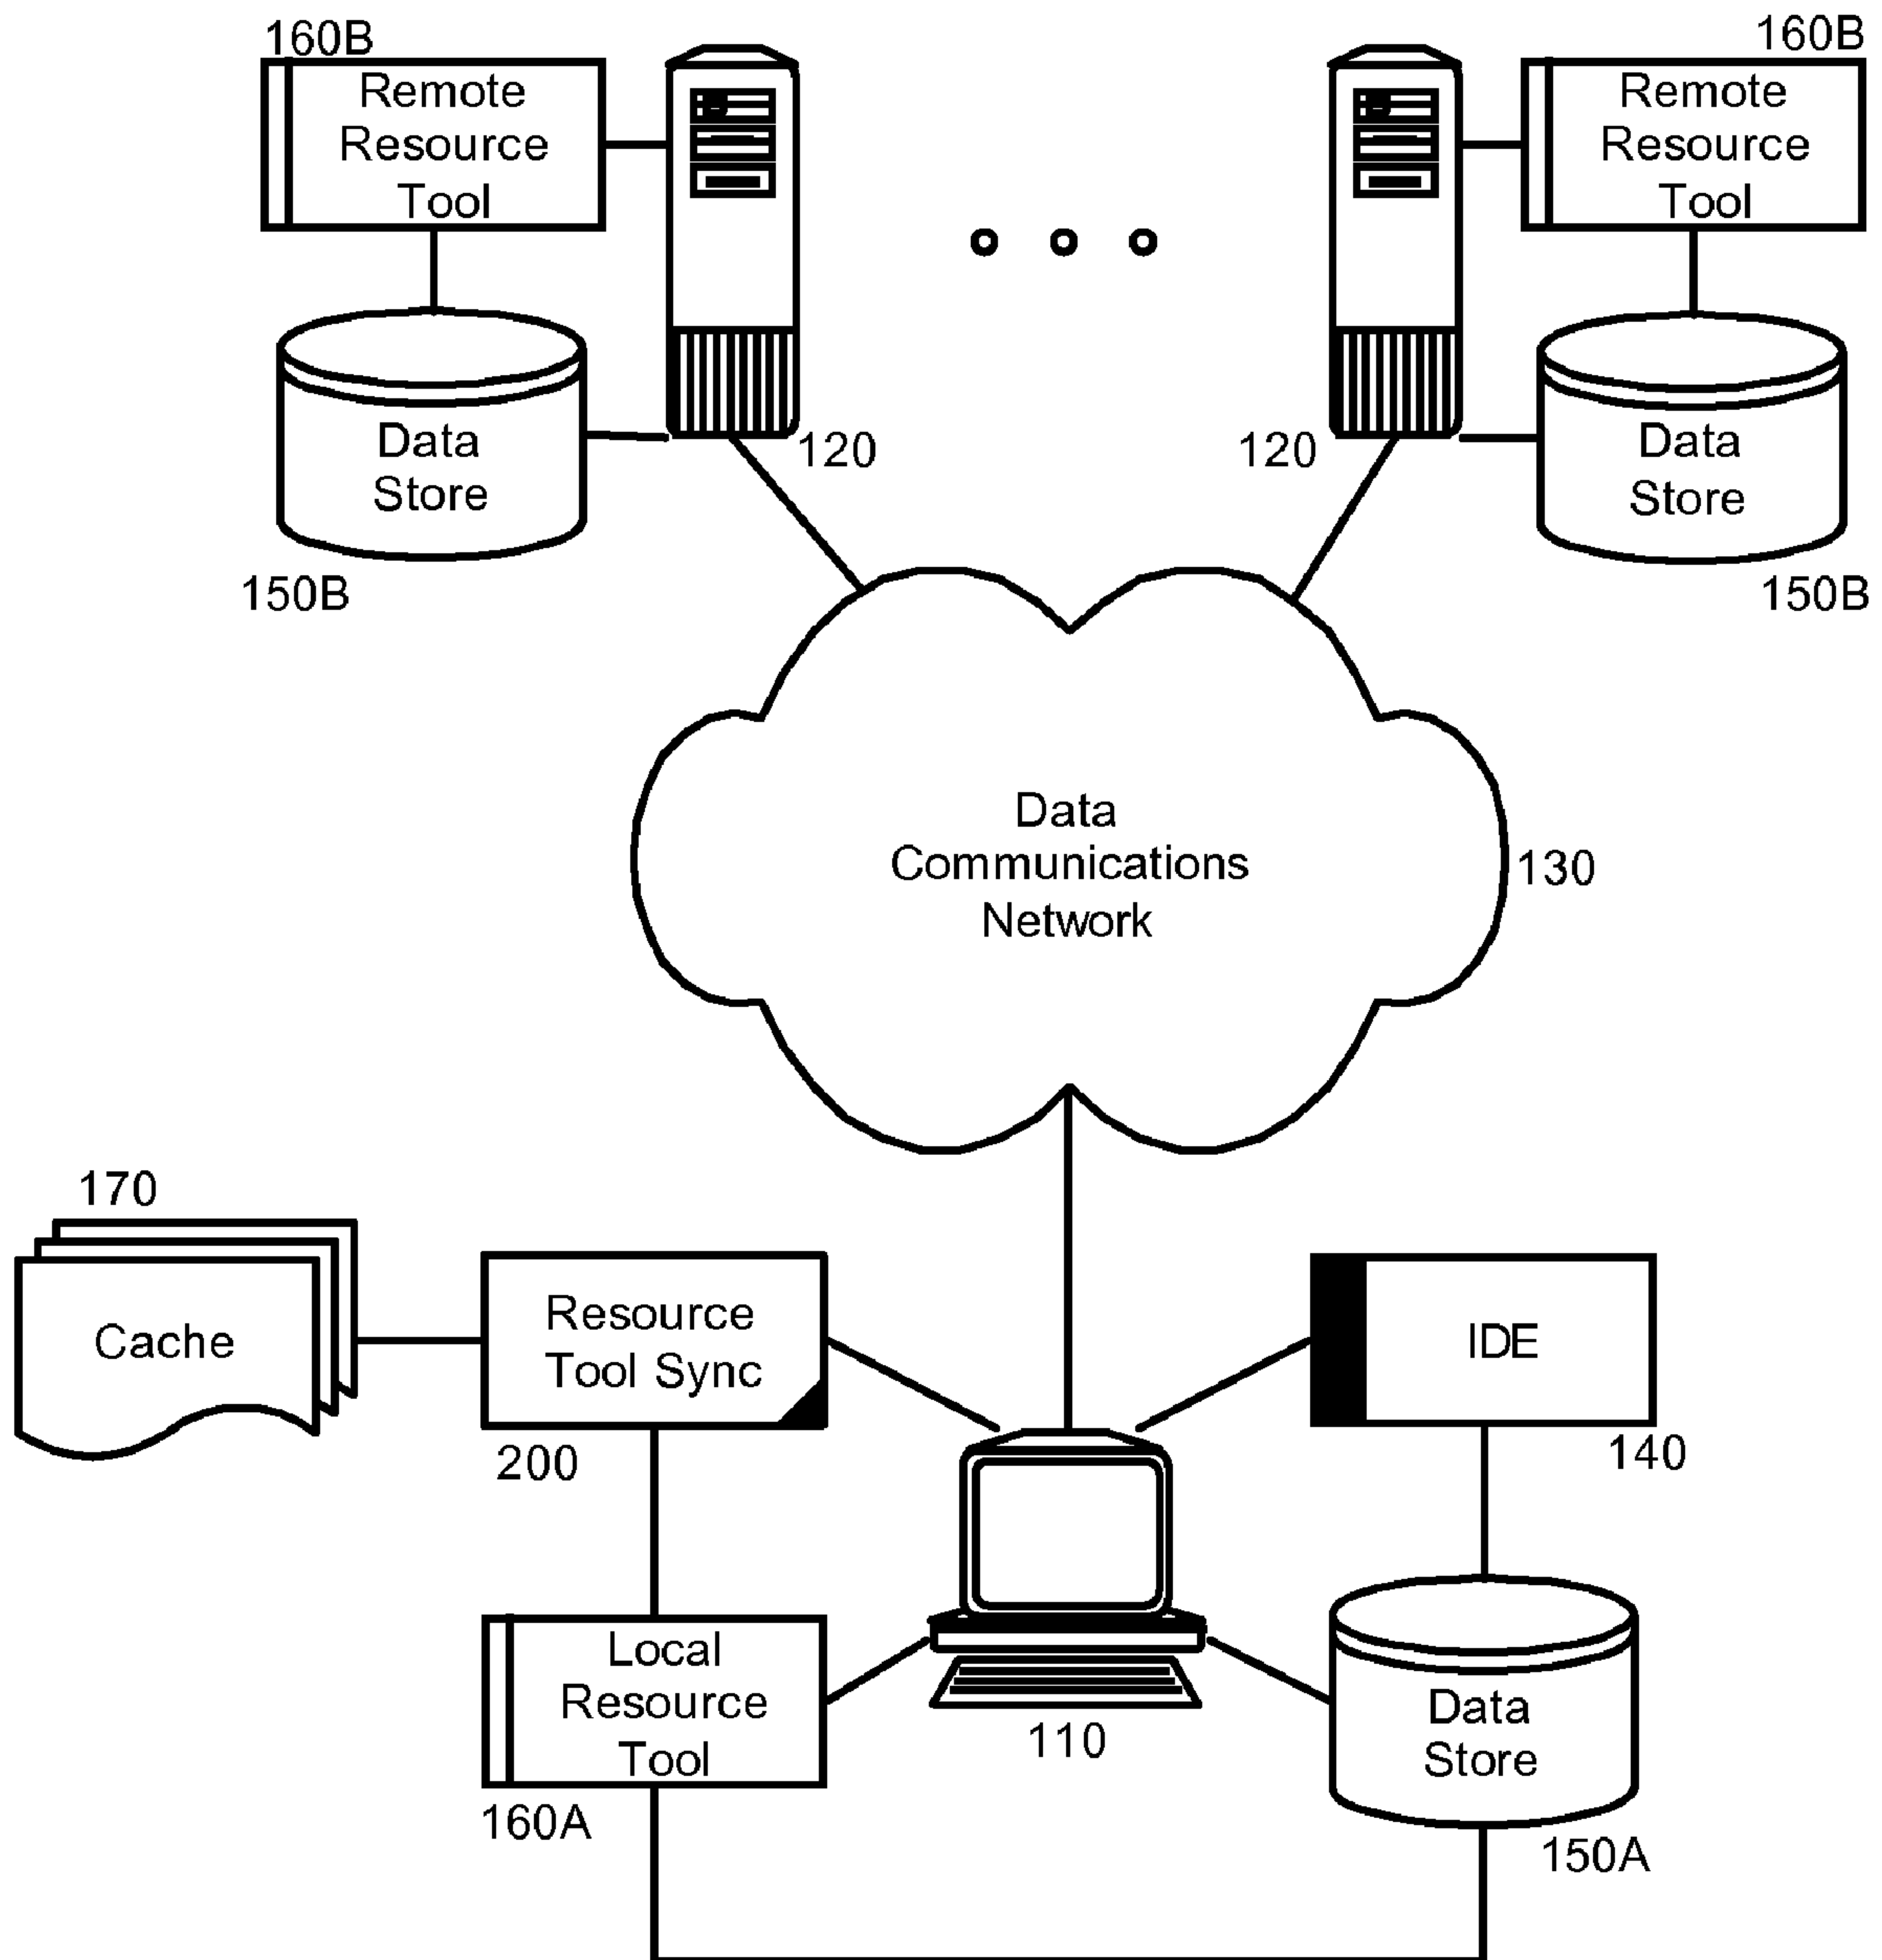 160B
Remote
Resource
Tool
160B
Remote
Resource
Tool
Data
Store
150B
120
120
Data
Store
150B
Data
Communications
Network
130
170
Cache
Resource
Tool Sync
200
IDE
140
Local
Resource
Tool
160A
110
Data
Store
150A